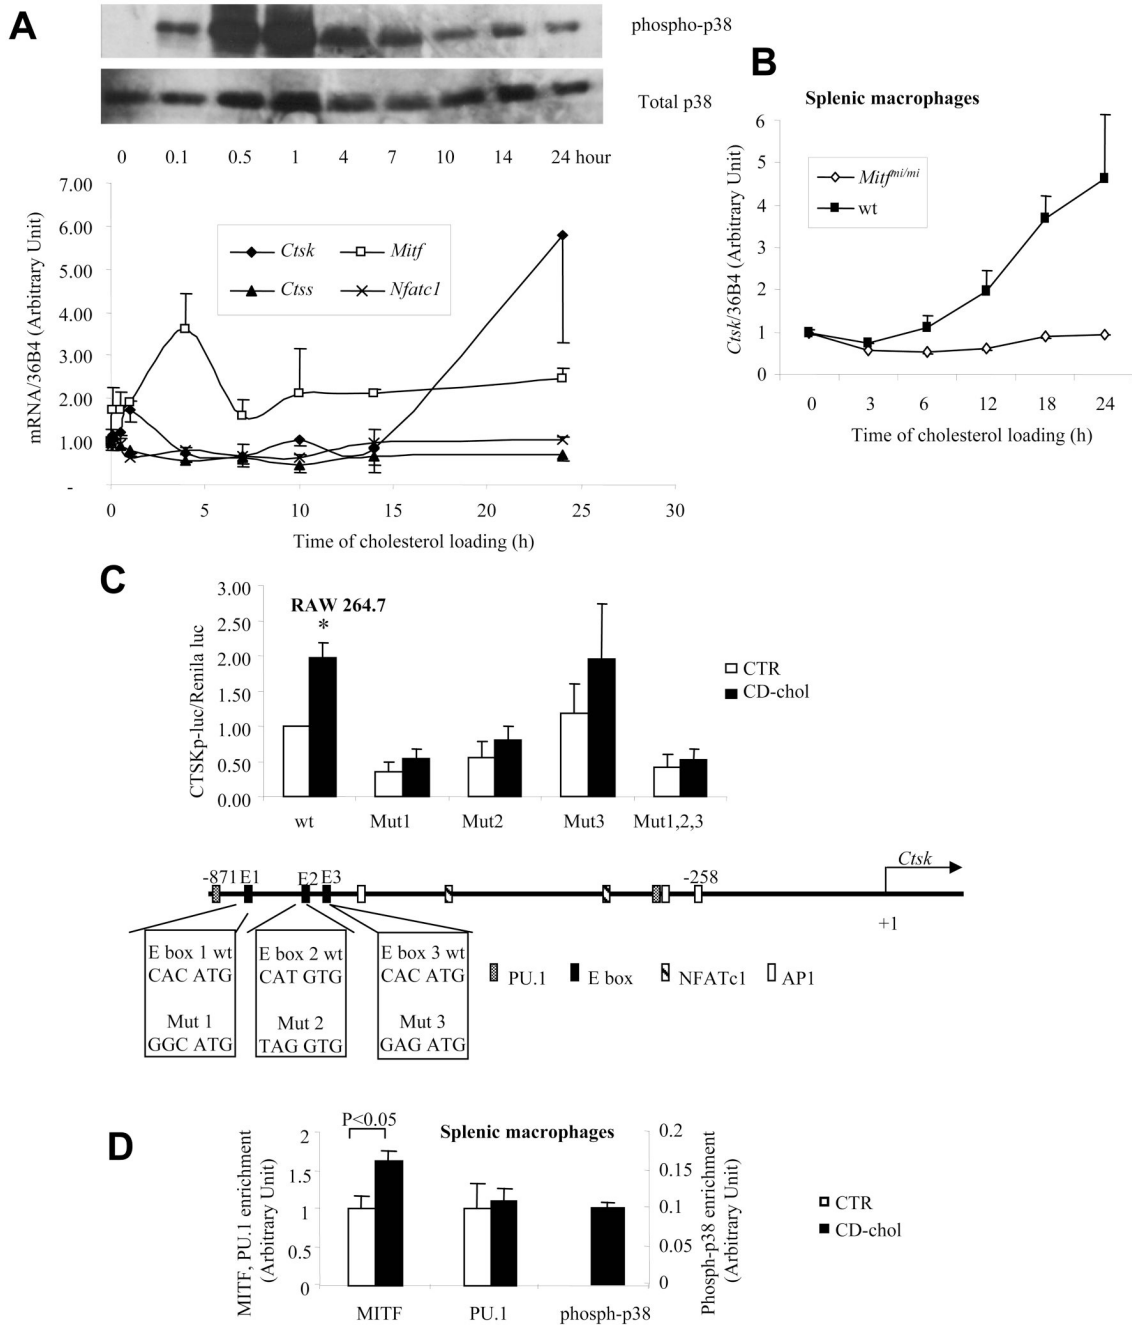 A
phospho-p38
Total p38
0 0.1 0.5 1 4 7 10 14 24 hour
mRNA/36B4 (Arbitrary Unit)
7.00
6.00
5.00
4.00
3.00
2.00
1.00
-
Ctsk Mitf
Ctss Nfatc1
0 5 10 15 20 25 30
Time of cholesterol loading (h)
B
Splenic macrophages
Ctsk/36B4 (Arbitrary Unit)
6
5
4
3
2
1
0
Mitfmi/mi
wt
0 3 6 12 18 24
Time of cholesterol loading (h)
C
CTSKp-luc/Renila luc
3.00
2.50
2.00
1.50
1.00
0.50
0.00
RAW 264.7
*
CTR
CD-chol
wt Mut1 Mut2 Mut3 Mut1,2,3
-871 E1 E2 E3 -258 Ctsk
+1
E box 1 wt
CAC ATG
Mut 1
GGC ATG
E box 2 wt
CAT GTG
Mut 2
TAG GTG
E box 3 wt
CAC ATG
Mut 3
GAG ATG
PU.1 E box NFATc1 AP1
D
MITF, PU.1 enrichment
(Arbitrary Unit)
2
1.5
1
0.5
0
P<0.05
Splenic macrophages
0.2
0.15
0.1
0.05
0
Phosph-p38 enrichment
(Arbitrary Unit)
CTR
CD-chol
MITF PU.1 phosph-p38